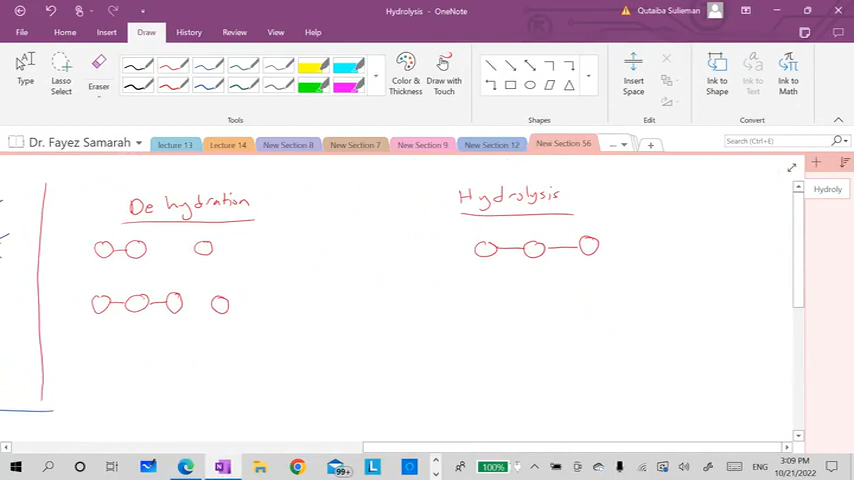 Hydrolysis - OneNote
Qutaiba Sulieman
File Home Insert Draw History Review View Help
Type
Lasso Select
Eraser
Color & Thickness
Draw with Touch
Insert Space
Ink to Shape
Ink to Text
Ink to Math
Tools
Shapes
Edit
Convert
Dr. Fayez Samarah
lecture 13 Lecture 14 New Section 8 New Section 7 New Section 9 New Section 12 New Section 56
Search (Ctrl+E)
Hydroly
De hydration
Hydrolysis
99+
100%
ENG
3:09 PM
10/21/2022